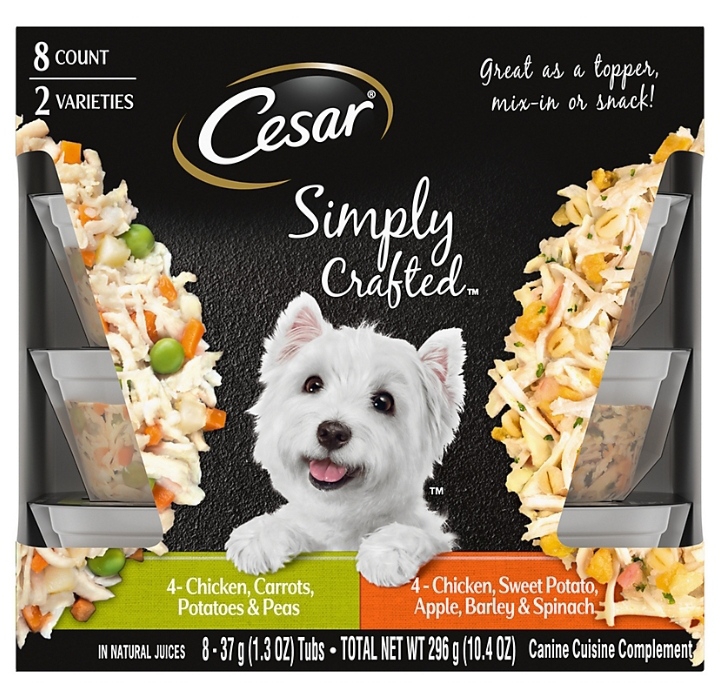 8 COUNT
2 VARIETIES
Great as a topper,
mix-in or snack!
Cesar®
Simply
Crafted™
TM
4 - Chicken, Carrots,
Potatoes & Peas
4 - Chicken, Sweet Potato,
Apple, Barley & Spinach
IN NATURAL JUICES 8 - 37 g (1.3 OZ) Tubs • TOTAL NET WT 296 g (10.4 OZ) Canine Cuisine Complement